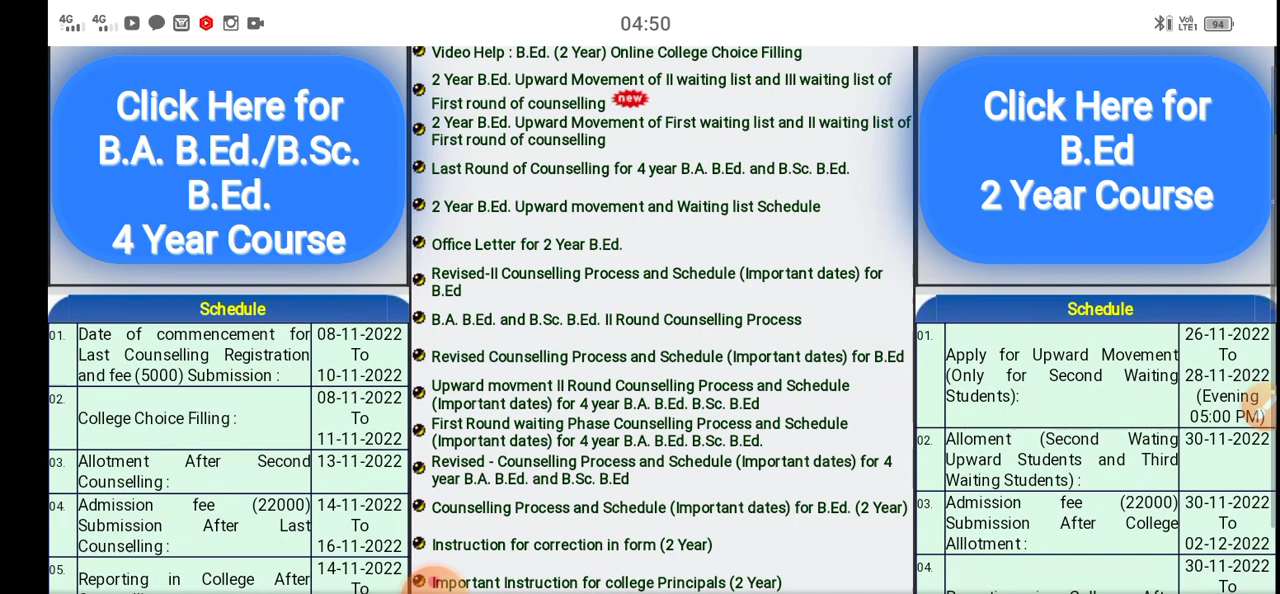 4G 4G 04:50 Vol) LTE1 94
Click Here for
B.A. B.Ed./B.Sc.
B.Ed.
4 Year Course
Schedule
01. Date of commencement for Last Counselling Registration and fee (5000) Submission : 08-11-2022 To 10-11-2022
02. College Choice Filling : 08-11-2022 To 11-11-2022
03. Allotment After Second Counselling : 13-11-2022
04. Admission fee (22000) Submission After Last Counselling : 14-11-2022 To 16-11-2022
05. Reporting in College After 14-11-2022 To
Video Help : B.Ed. (2 Year) Online College Choice Filling
2 Year B.Ed. Upward Movement of II waiting list and III waiting list of
First round of counselling new
2 Year B.Ed. Upward Movement of First waiting list and II waiting list of
First round of counselling
Last Round of Counselling for 4 year B.A. B.Ed. and B.Sc. B.Ed.
2 Year B.Ed. Upward movement and Waiting list Schedule
Office Letter for 2 Year B.Ed.
Revised-II Counselling Process and Schedule (Important dates) for
B.Ed
B.A. B.Ed. and B.Sc. B.Ed. II Round Counselling Process
Revised Counselling Process and Schedule (Important dates) for B.Ed
Upward movment II Round Counselling Process and Schedule
(Important dates) for 4 year B.A. B.Ed. B.Sc. B.Ed
First Round waiting Phase Counselling Process and Schedule
(Important dates) for 4 year B.A. B.Ed. B.Sc. B.Ed.
Revised - Counselling Process and Schedule (Important dates) for 4
year B.A. B.Ed. and B.Sc B.Ed
Counselling Process and Schedule (Important dates) for B.Ed. (2 Year)
Instruction for correction in form (2 Year)
Important Instruction for college Principals (2 Year)
Click Here for
B.Ed
2 Year Course
Schedule
01. Apply for Upward Movement (Only for Second Waiting Students): 26-11-2022 To 28-11-2022 (Evening 05:00 PM)
02. Alloment (Second Wating Upward Students and Third Waiting Students) : 30-11-2022
03. Admission fee (22000) Submission After College Alllotment : 30-11-2022 To 02-12-2022
04. 30-11-2022 To